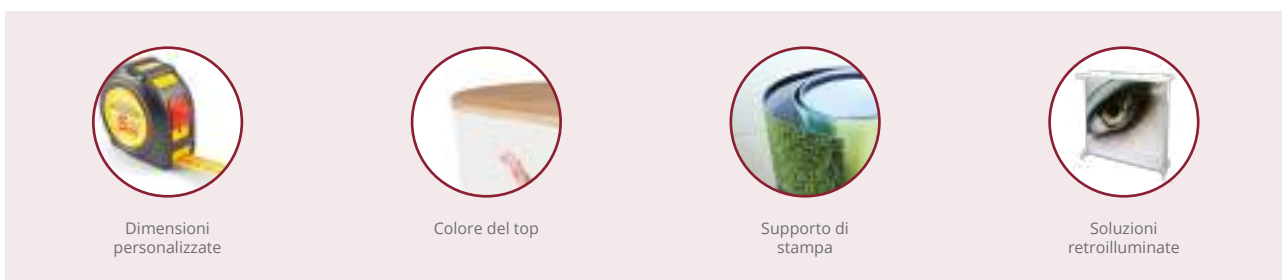 Dimensioni
personalizzate
Colore del top
Supporto di
stampa
Soluzioni
retroilluminate